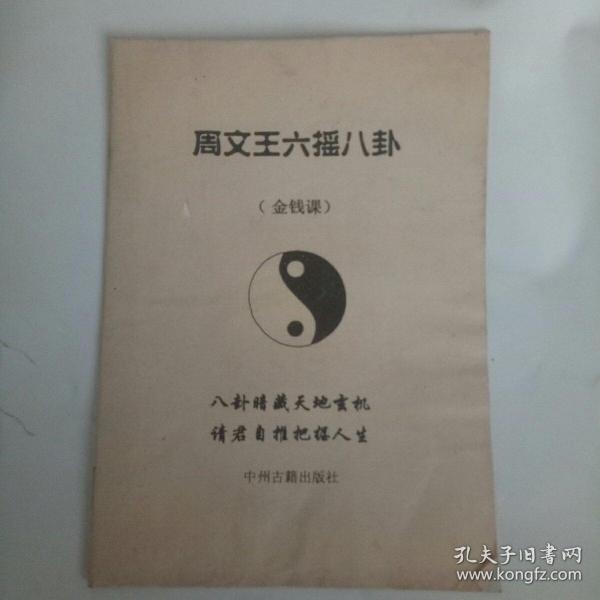 周文王六摇八卦
（金钱课）
八卦暗藏天地玄机
请君自推把握人生
中州古籍出版社
孔夫子旧书网
www.kongfz.com